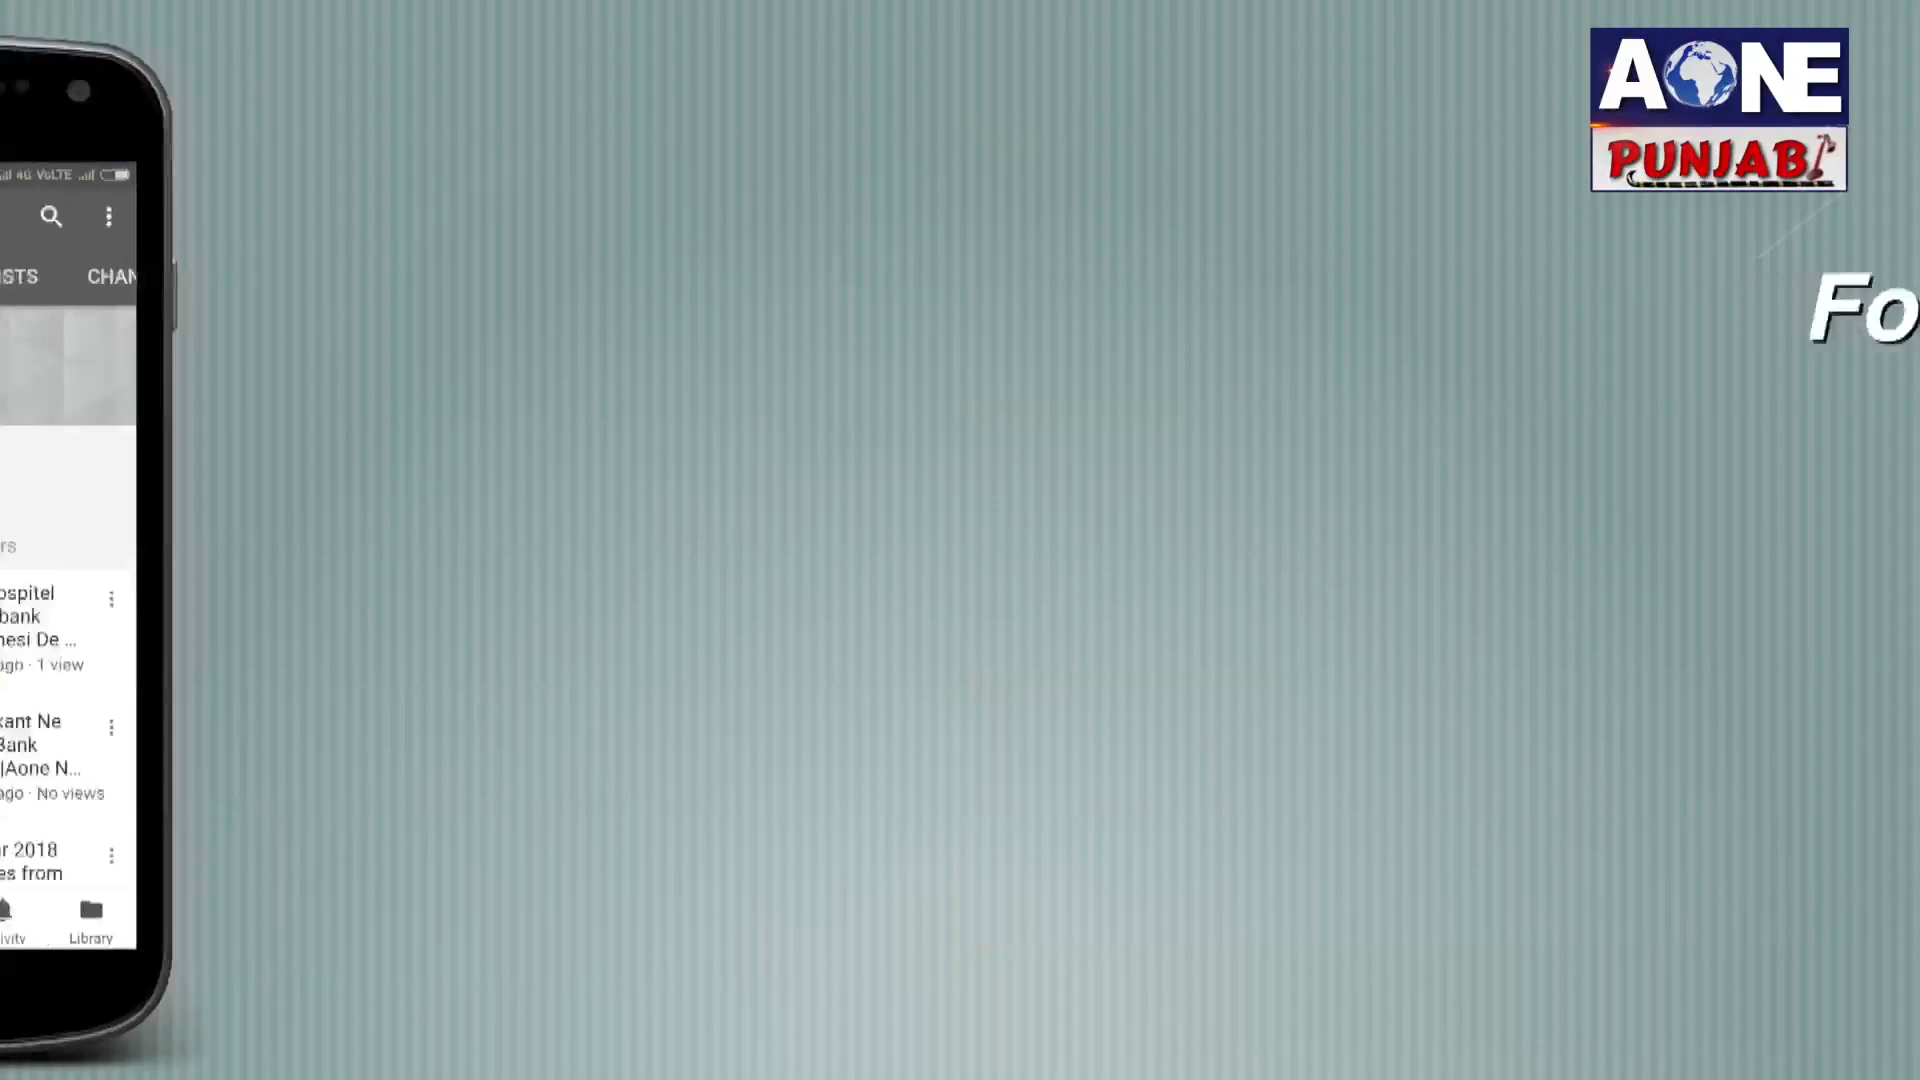 AONE
PUNJABI
Fo
4G VoLTE
ISTS CHAN
rs
ospitel
bank
nesi De ...
ago · 1 view
kant Ne
Bank
|Aone N...
ago · No views
r 2018
es from
ivity Library